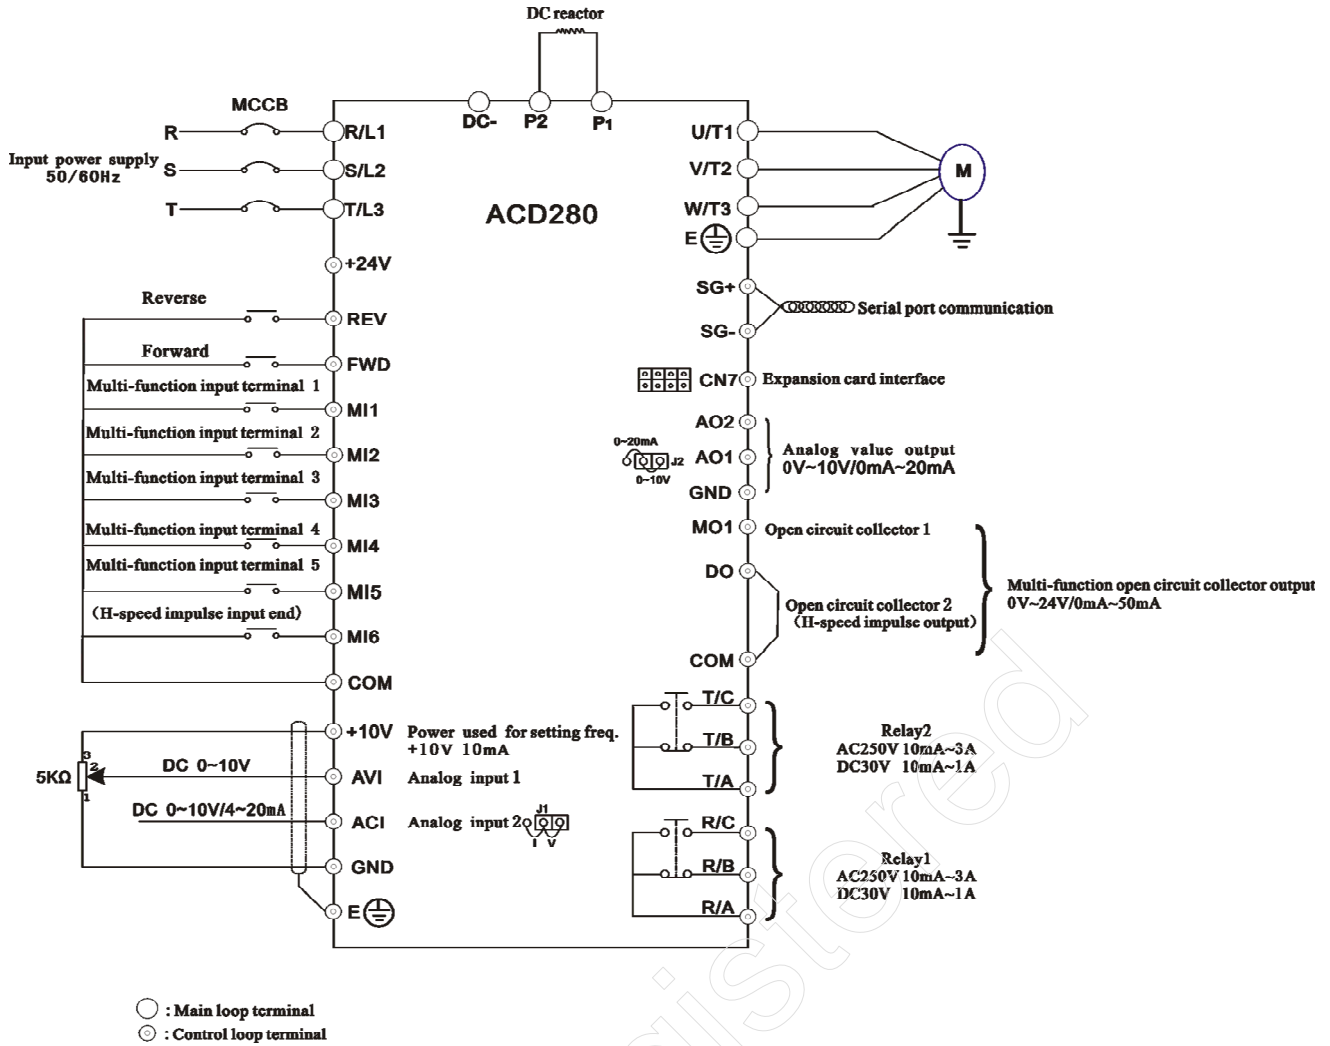 DC reactor
MCCB
DC-
P2
P1
R
R/L1
U/T1
Input power supply
50/60Hz
S
S/L2
V/T2
M
T
T/L3
ACD280
W/T3
E
+24V
SG+
Reverse
REV
Serial port communication
SG-
Forward
FWD
CN7
Expansion card interface
Multi-function input terminal 1
MI1
AO2
Multi-function input terminal 2
MI2
0~20mA
J2
0~10V
AO1
Analog value output
0V~10V/0mA~20mA
Multi-function input terminal 3
MI3
GND
Multi-function input terminal 4
MI4
MO1
Open circuit collector 1
Multi-function input terminal 5
MI5
DO
Multi-function open circuit collector output
0V~24V/0mA~50mA
Open circuit collector 2
(H-speed impulse output)
(H-speed impulse input end)
MI6
COM
COM
T/C
+10V
Power used for setting freq.
+10V 10mA
Relay2
AC250V 10mA~3A
DC30V 10mA~1A
T/B
3
2
1
5KΩ
DC 0~10V
AVI
Analog input 1
T/A
DC 0~10V/4~20mA
ACI
Analog input 2
J1
I V
R/C
GND
Relay1
AC250V 10mA~3A
DC30V 10mA~1A
R/B
E
R/A
: Main loop terminal
: Control loop terminal
gistered